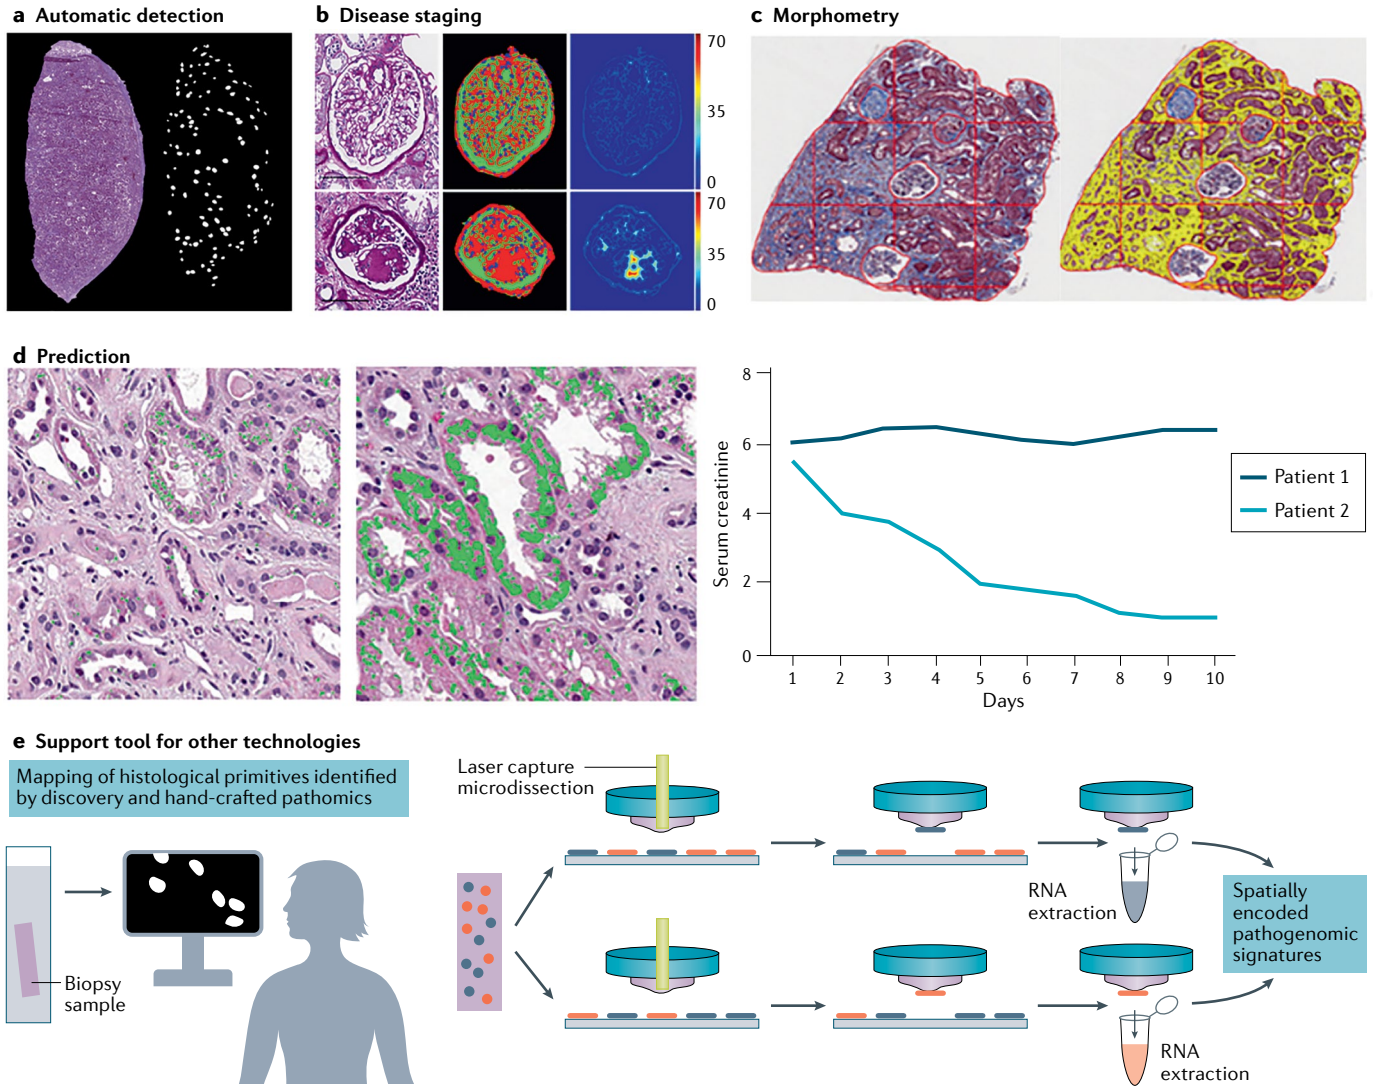 a Automatic detection
b Disease staging
c Morphometry
70
35
0
70
35
0
d Prediction
8
6
4
2
0
Serum creatinine
1 2 3 4 5 6 7 8 9 10
Days
Patient 1
Patient 2
e Support tool for other technologies
Mapping of histological primitives identified
by discovery and hand-crafted pathomics
Biopsy
sample
Laser capture
microdissection
RNA
extraction
RNA
extraction
Spatially
encoded
pathogenomic
signatures